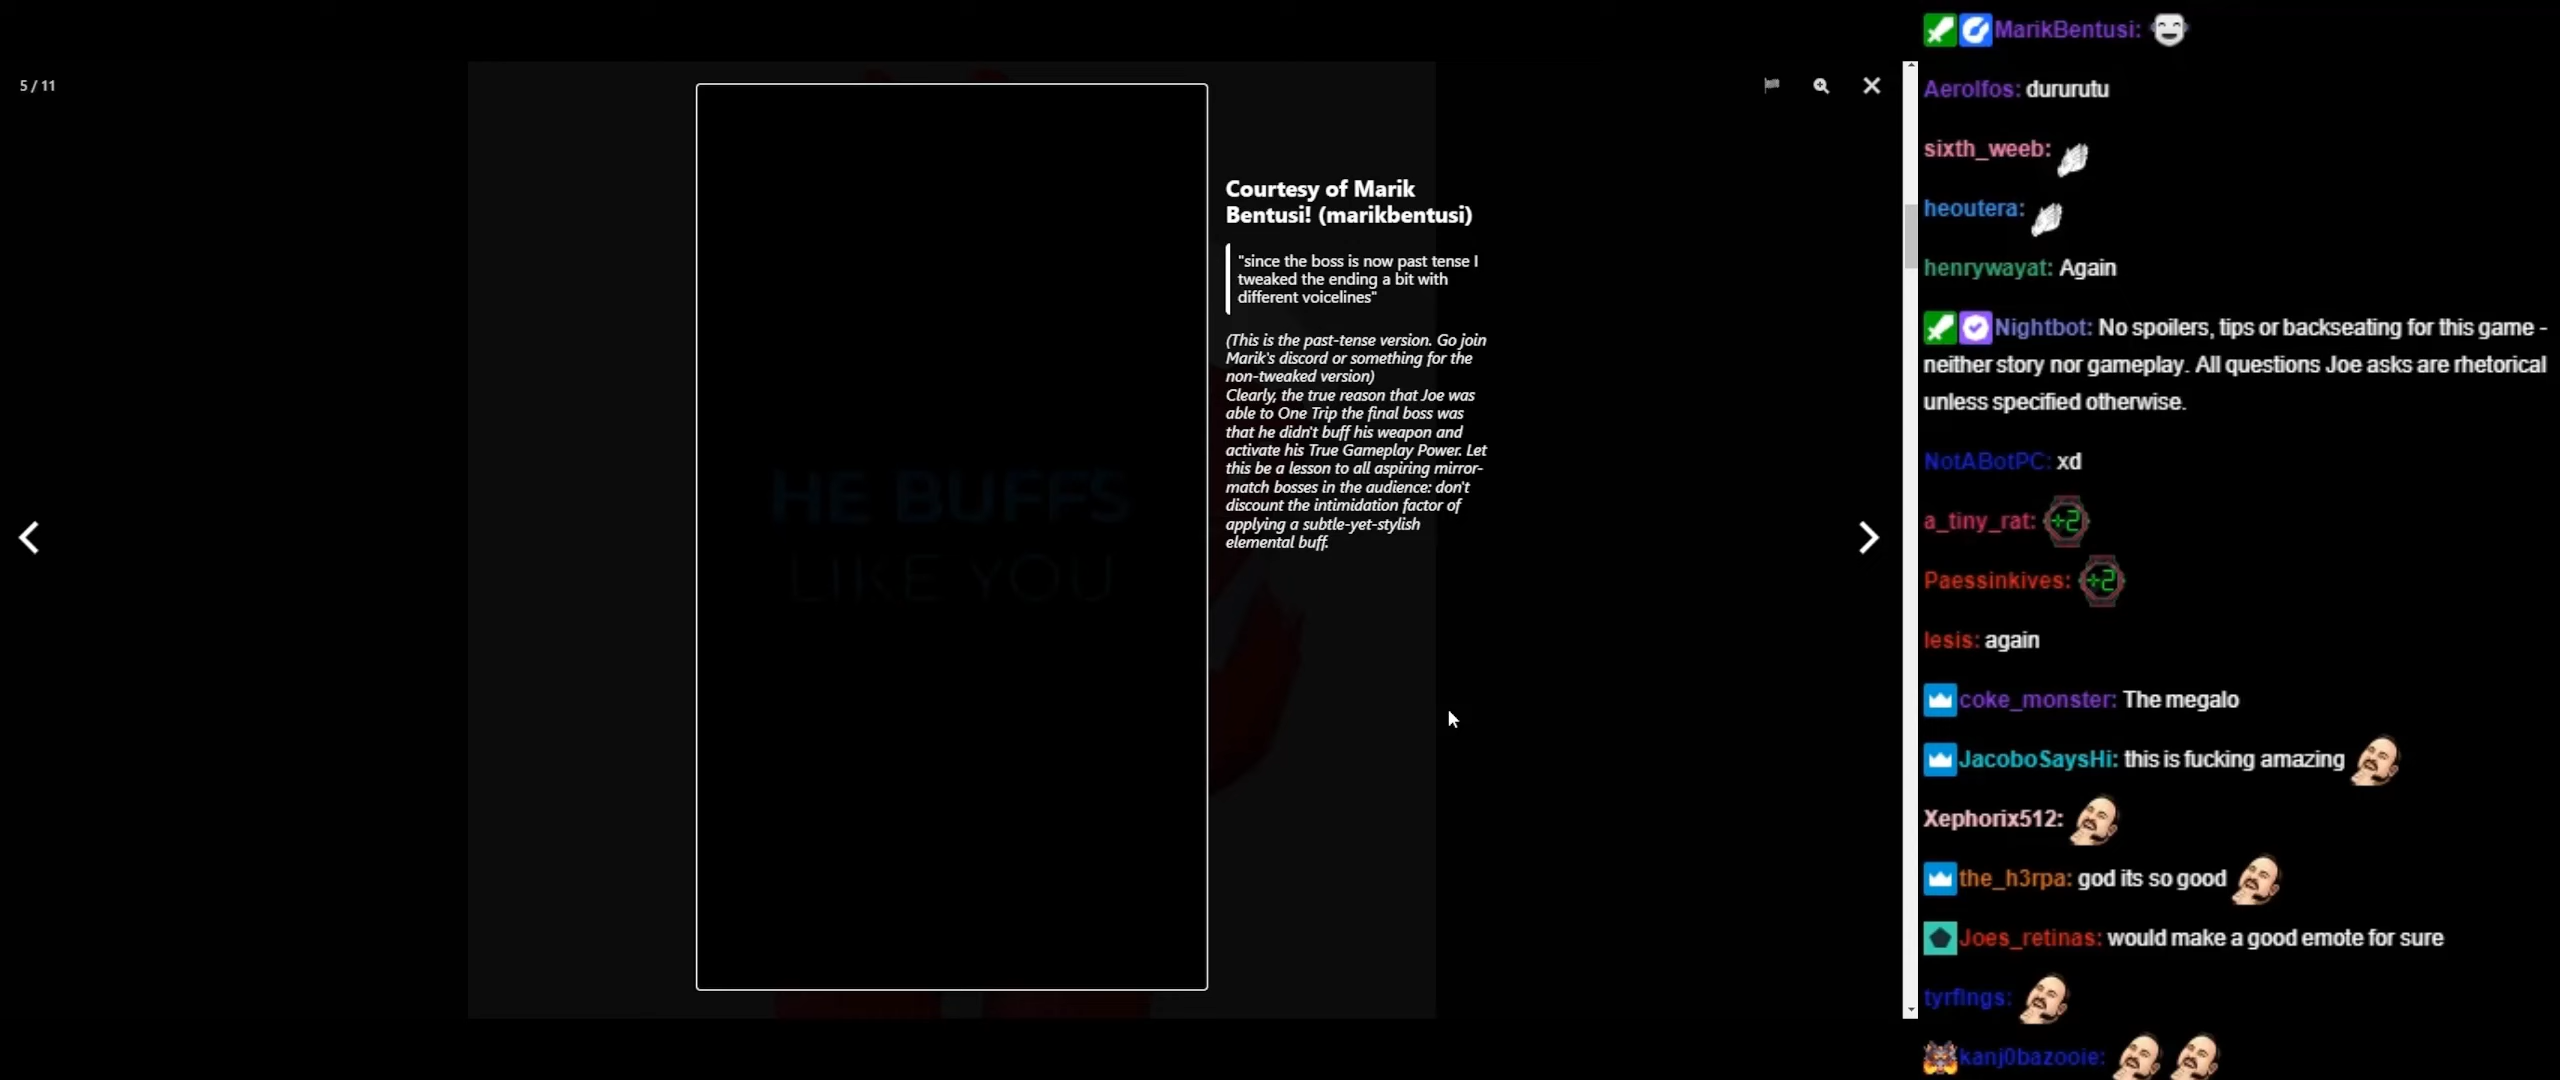 5 / 11
HE BUFFS
LIKE YOU
Courtesy of Marik
Bentusi! (marikbentusi)
"since the boss is now past tense I
tweaked the ending a bit with
different voicelines"
(This is the past-tense version. Go join
Marik's discord or something for the
non-tweaked version)
Clearly, the true reason that Joe was
able to One Trip the final boss was
that he didn't buff his weapon and
activate his True Gameplay Power. Let
this be a lesson to all aspiring mirror-
match bosses in the audience: don't
discount the intimidation factor of
applying a subtle-yet-stylish
elemental buff.
MarikBentusi:
Aerolfos: dururutu
sixth_weeb:
heoutera:
henrywayat: Again
Nightbot: No spoilers, tips or backseating for this game -
neither story nor gameplay. All questions Joe asks are rhetorical
unless specified otherwise.
NotABotPC: xd
a_tiny_rat: +2
Paessinkives: +2
lesis: again
coke_monster: The megalo
JacoboSaysHi: this is fucking amazing
Xephorix512:
the_h3rpa: god its so good
Joes_retinas: would make a good emote for sure
tyrflngs:
kanj0bazooie: